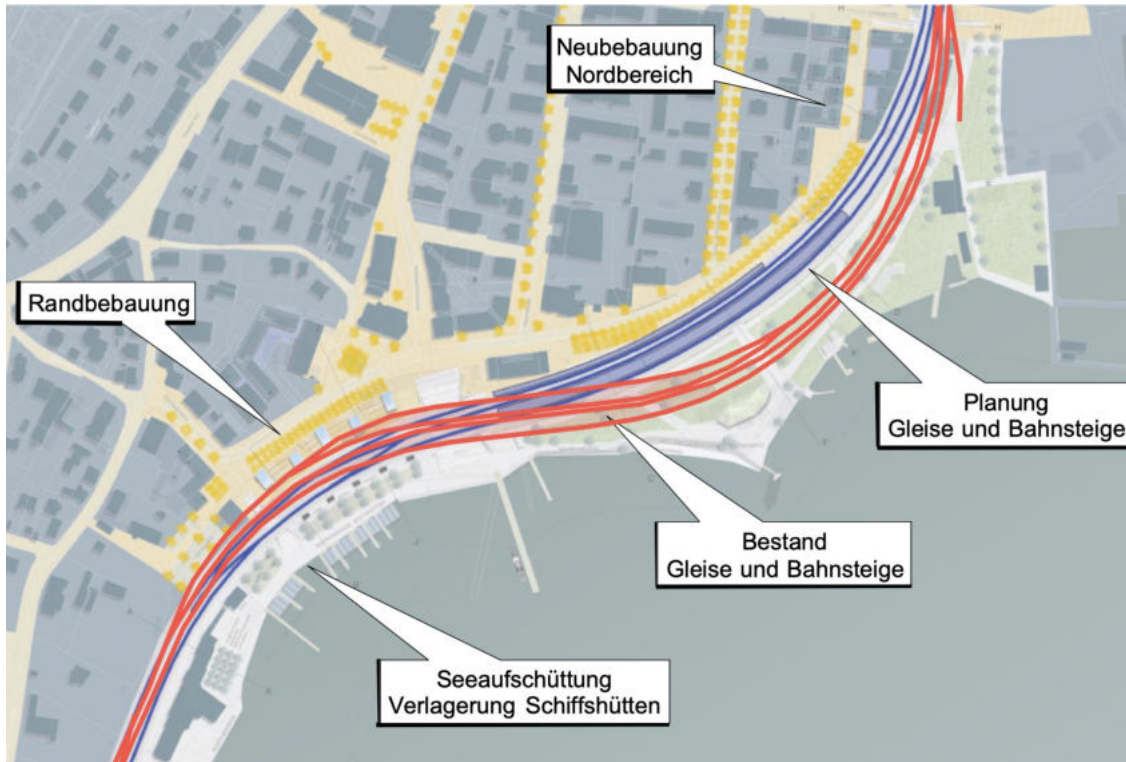 Neubebauung
Nordbereich
Randbebauung
Planung
Gleise und Bahnsteige
Bestand
Gleise und Bahnsteige
Seeaufschüttung
Verlagerung Schiffshütten